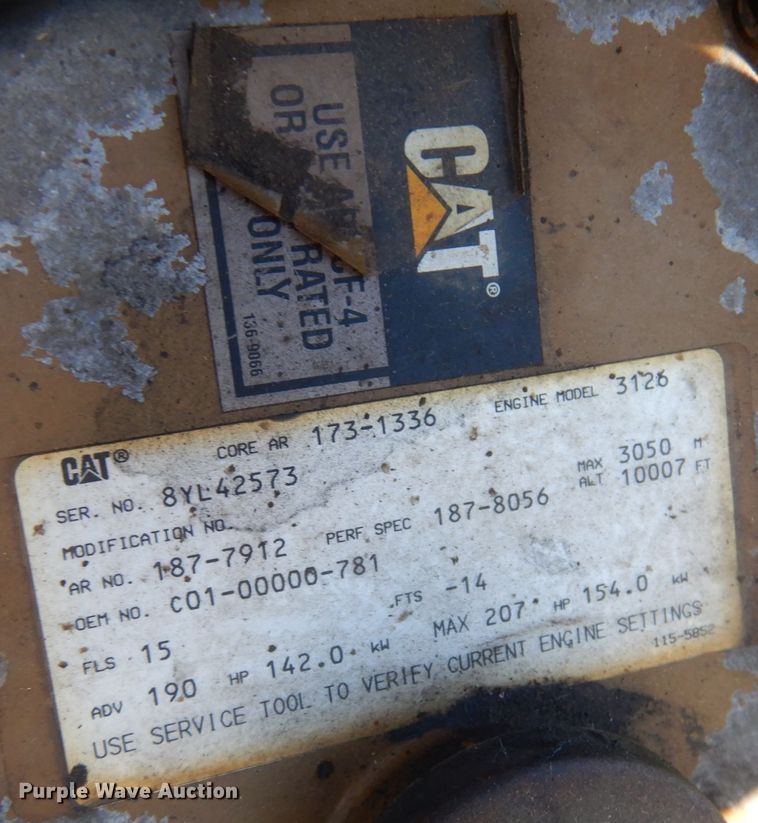 CAT®
USE AP CF-4
OR RATED
ONLY
136-9066
CAT® CORE AR 173-1336 ENGINE MODEL 3126
SER. NO. 8YL42573 MAX ALT 3050 M 10007 FT
MODIFICATION NO.
AR NO. 187-7912 PERF SPEC 187-8056
OEM NO. C01-00000-781
FLS 15 FTS -14
ADV 190 HP 142.0 kW MAX 207 HP 154.0 kW
USE SERVICE TOOL TO VERIFY CURRENT ENGINE SETTINGS
115-5852
Purple Wave Auction